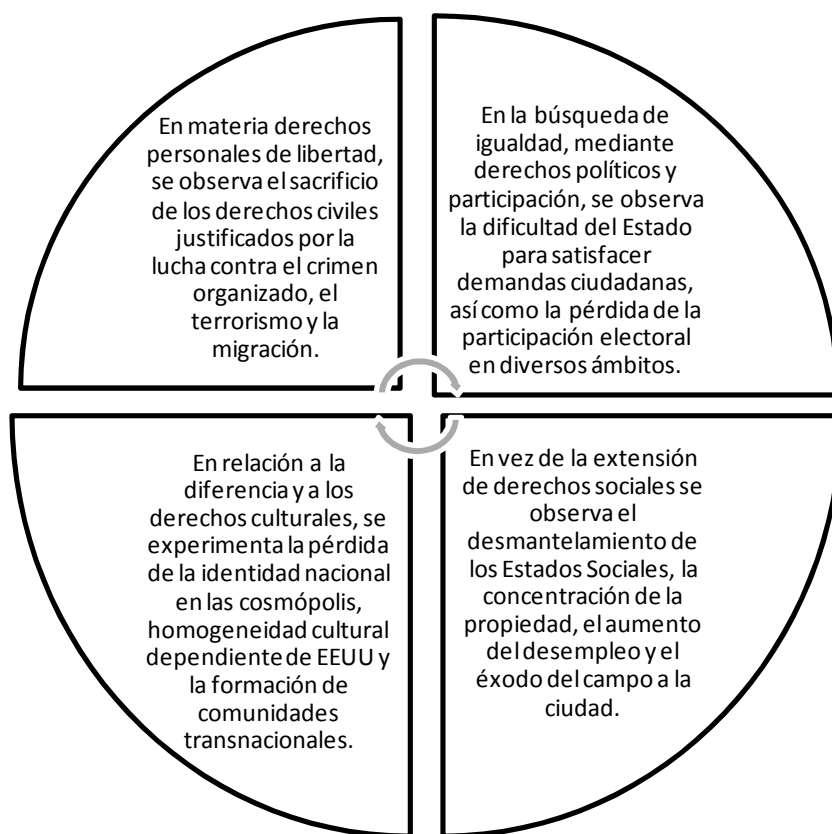 En materia derechos
personales de libertad,
se observa el sacrificio
de los derechos civiles
justificados por la
lucha contra el crimen
organizado, el
terrorismo y la
migración.
En la búsqueda de
igualdad, mediante
derechos políticos y
participación, se observa
la dificultad del Estado
para satisfacer
demandas ciudadanas,
así como la pérdida de la
participación electoral
en diversos ámbitos.
En relación a la
diferencia y a los
derechos culturales, se
experimenta la pérdida
de la identidad nacional
en las cosmópolis,
homogeneidad cultural
dependiente de EEUU y
la formación de
comunidades
transnacionales.
En vez de la extensión
de derechos sociales se
observa el
desmantelamiento de
los Estados Sociales, la
concentración de la
propiedad, el aumento
del desempleo y el
éxodo del campo a la
ciudad.